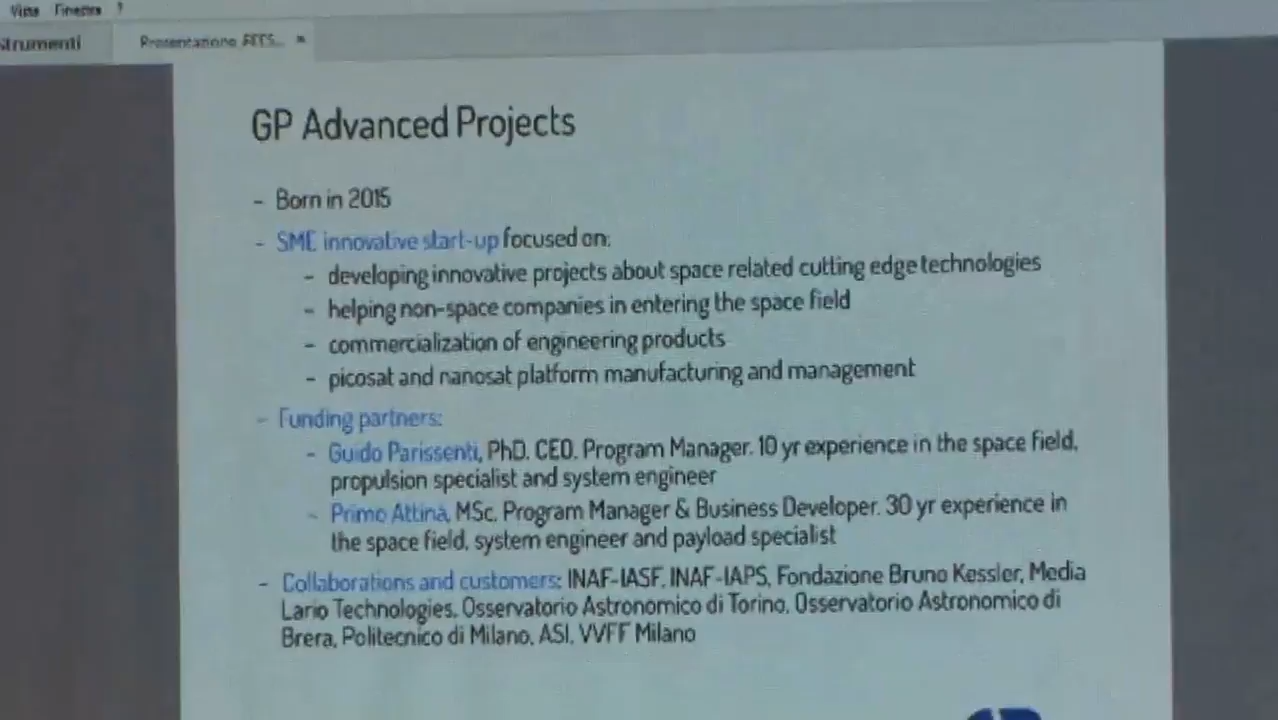 Vista Finestra ?
Strumenti
Presentazione FEES...
GP Advanced Projects
- Born in 2015
- SME innovative start-up focused on:
- developing innovative projects about space related cutting edge technologies
- helping non-space companies in entering the space field
- commercialization of engineering products
- picosat and nanosat platform manufacturing and management
- Funding partners:
- Guido Parissenti, PhD. CEO. Program Manager. 10 yr experience in the space field,
propulsion specialist and system engineer
- Primo Attinà, MSc. Program Manager & Business Developer. 30 yr experience in
the space field, system engineer and payload specialist
- Collaborations and customers: INAF-IASF, INAF-IAPS, Fondazione Bruno Kessler, Media
Lario Technologies, Osservatorio Astronomico di Torino, Osservatorio Astronomico di
Brera, Politecnico di Milano, ASI, VVFF Milano